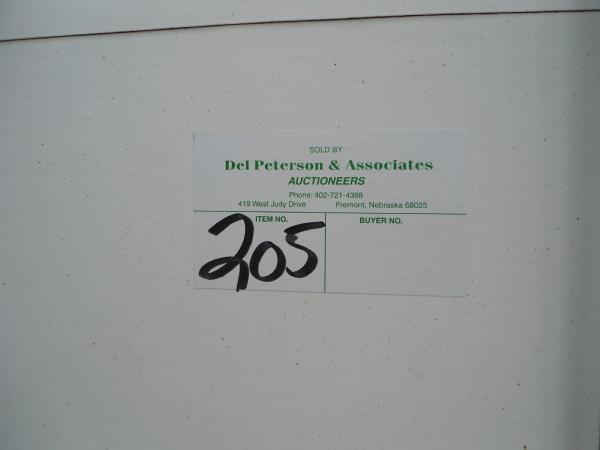 SOLD BY
Del Peterson & Associates
AUCTIONEERS
Phone: 402-721-4388
419 West Judy Drive Fremont, Nebraska 68025
ITEM NO. BUYER NO.
205